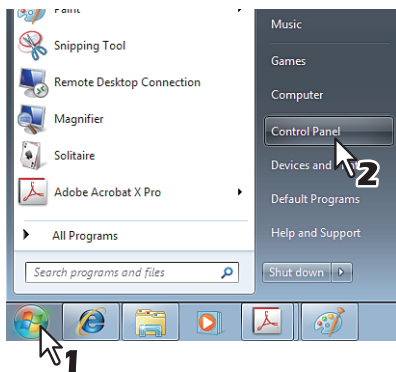 Paint
Snipping Tool
Remote Desktop Connection
Magnifier
Solitaire
Adobe Acrobat X Pro
All Programs
Search programs and files
Music
Games
Computer
Control Panel
2
Devices and
Default Programs
Help and Support
Shut down
1